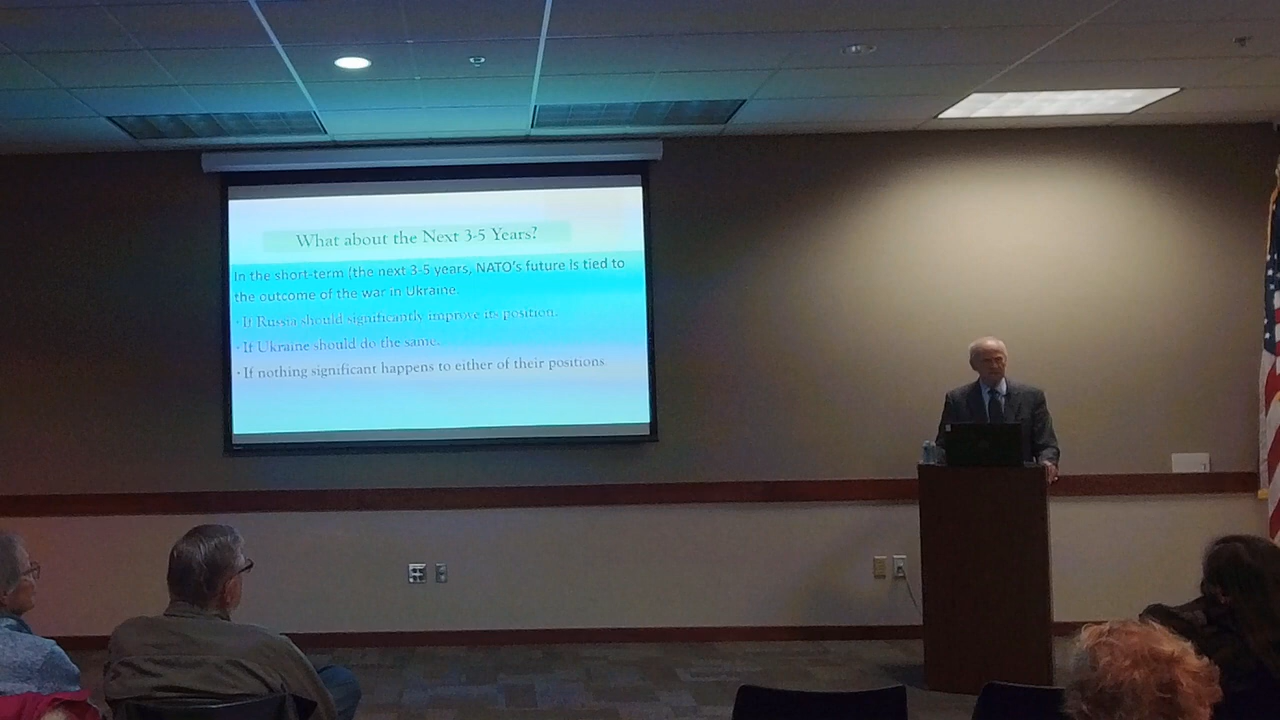 What about the Next 3-5 Years?
In the short-term (the next 3-5 years, NATO's future is tied to
the outcome of the war in Ukraine.
· If Russia should significantly improve its position.
· If Ukraine should do the same.
· If nothing significant happens to either of their positions